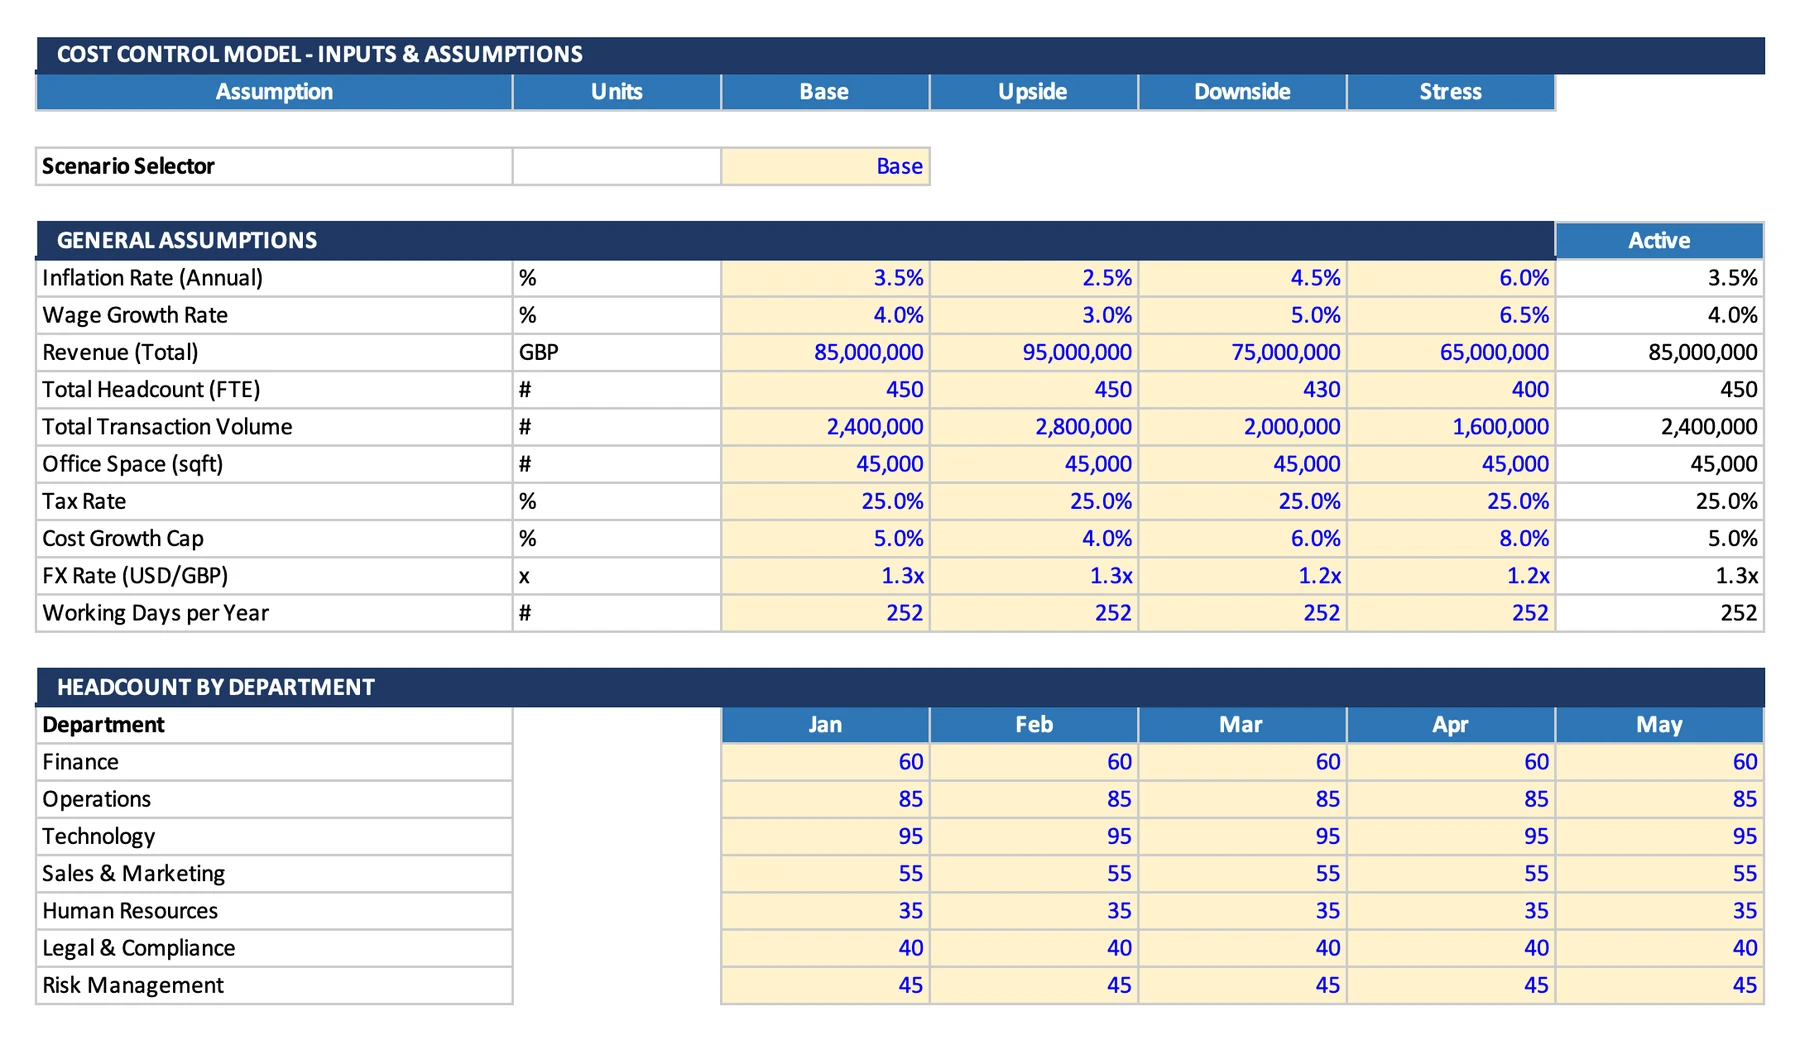 COST CONTROL MODEL - INPUTS & ASSUMPTIONS
Assumption Units Base Upside Downside Stress
Scenario Selector Base
GENERAL ASSUMPTIONS Active
Inflation Rate (Annual) % 3.5% 2.5% 4.5% 6.0% 3.5%
Wage Growth Rate % 4.0% 3.0% 5.0% 6.5% 4.0%
Revenue (Total) GBP 85,000,000 95,000,000 75,000,000 65,000,000 85,000,000
Total Headcount (FTE) # 450 450 430 400 450
Total Transaction Volume # 2,400,000 2,800,000 2,000,000 1,600,000 2,400,000
Office Space (sqft) # 45,000 45,000 45,000 45,000 45,000
Tax Rate % 25.0% 25.0% 25.0% 25.0% 25.0%
Cost Growth Cap % 5.0% 4.0% 6.0% 8.0% 5.0%
FX Rate (USD/GBP) x 1.3x 1.3x 1.2x 1.2x 1.3x
Working Days per Year # 252 252 252 252 252
HEADCOUNT BY DEPARTMENT
Department Jan Feb Mar Apr May
Finance 60 60 60 60 60
Operations 85 85 85 85 85
Technology 95 95 95 95 95
Sales & Marketing 55 55 55 55 55
Human Resources 35 35 35 35 35
Legal & Compliance 40 40 40 40 40
Risk Management 45 45 45 45 45